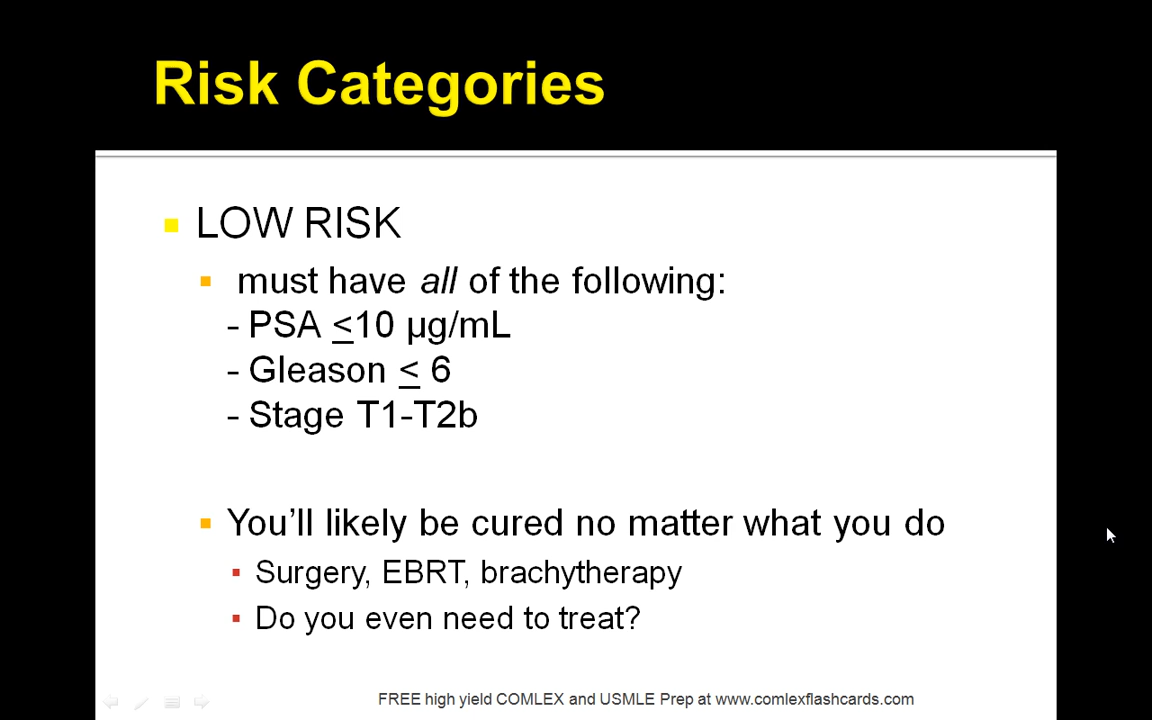 Risk Categories
LOW RISK
must have all of the following:
- PSA <10 µg/mL
- Gleason < 6
- Stage T1-T2b
You'll likely be cured no matter what you do
Surgery, EBRT, brachytherapy
Do you even need to treat?
FREE high yield COMLEX and USMLE Prep at www.comlexflashcards.com